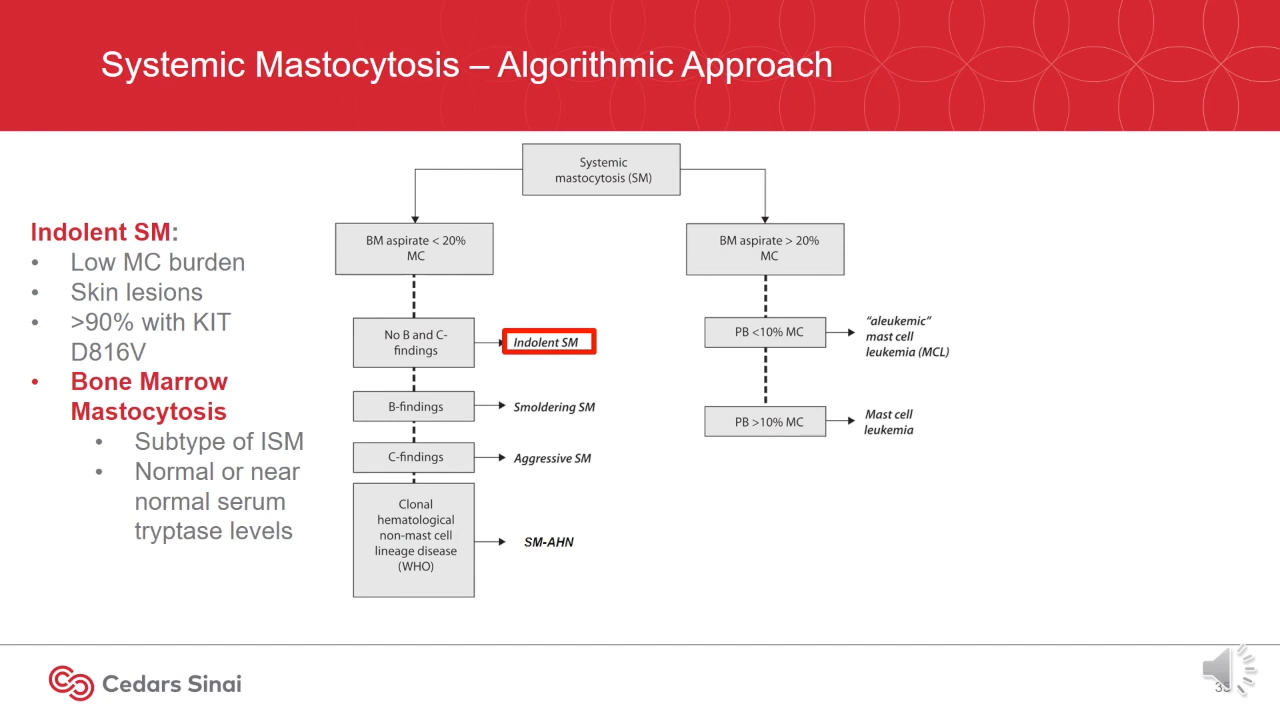 Systemic Mastocytosis – Algorithmic Approach
Indolent SM:
• Low MC burden
• Skin lesions
• >90% with KIT
D816V
• Bone Marrow
Mastocytosis
• Subtype of ISM
• Normal or near
normal serum
tryptase levels
Systemic
mastocytosis (SM)
BM aspirate < 20%
MC
No B and C-
findings
Indolent SM
B-findings
Smoldering SM
C-findings
Aggressive SM
Clonal
hematological
non-mast cell
lineage disease
(WHO)
SM-AHN
BM aspirate > 20%
MC
PB <10% MC
“aleukemic”
mast cell
leukemia (MCL)
PB >10% MC
Mast cell
leukemia
Cedars Sinai